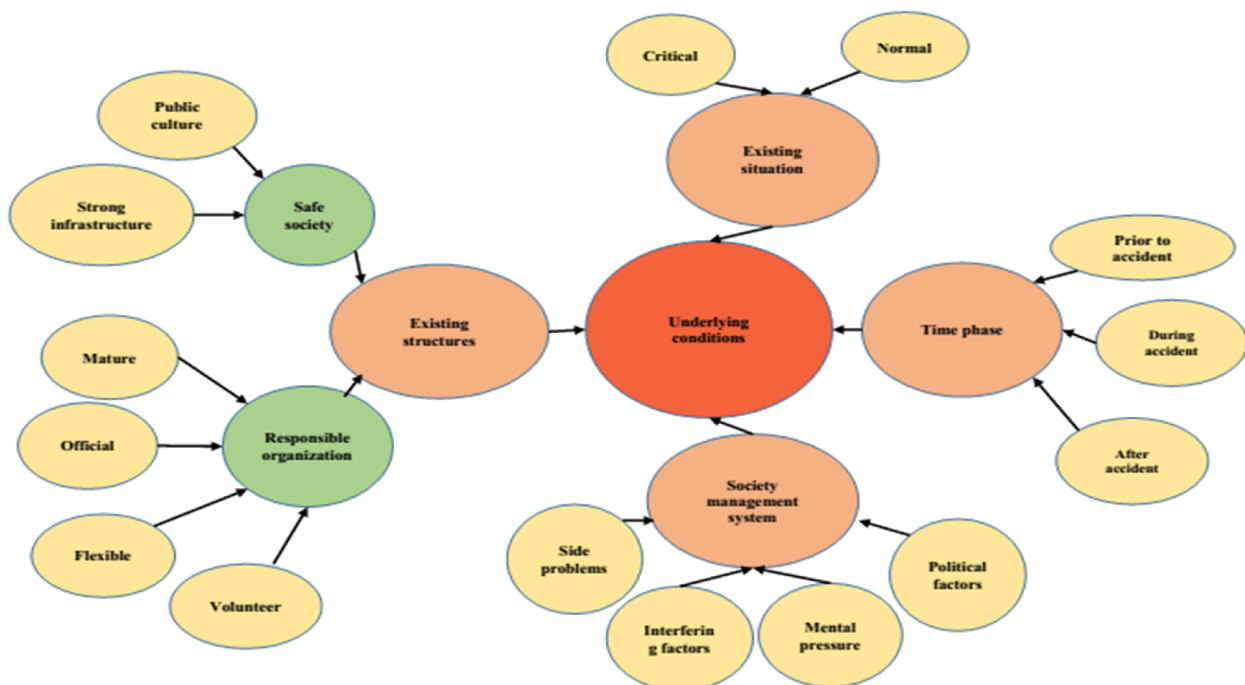 Critical
Normal
Public
culture
Existing
situation
Strong
infrastructure
Safe
society
Prior to
accident
Existing
structures
Underlying
conditions
Time phase
During
accident
Mature
Official
Responsible
organization
After
accident
Society
management
system
Flexible
Side
problems
Political
factors
Volunteer
Interferin
g factors
Mental
pressure